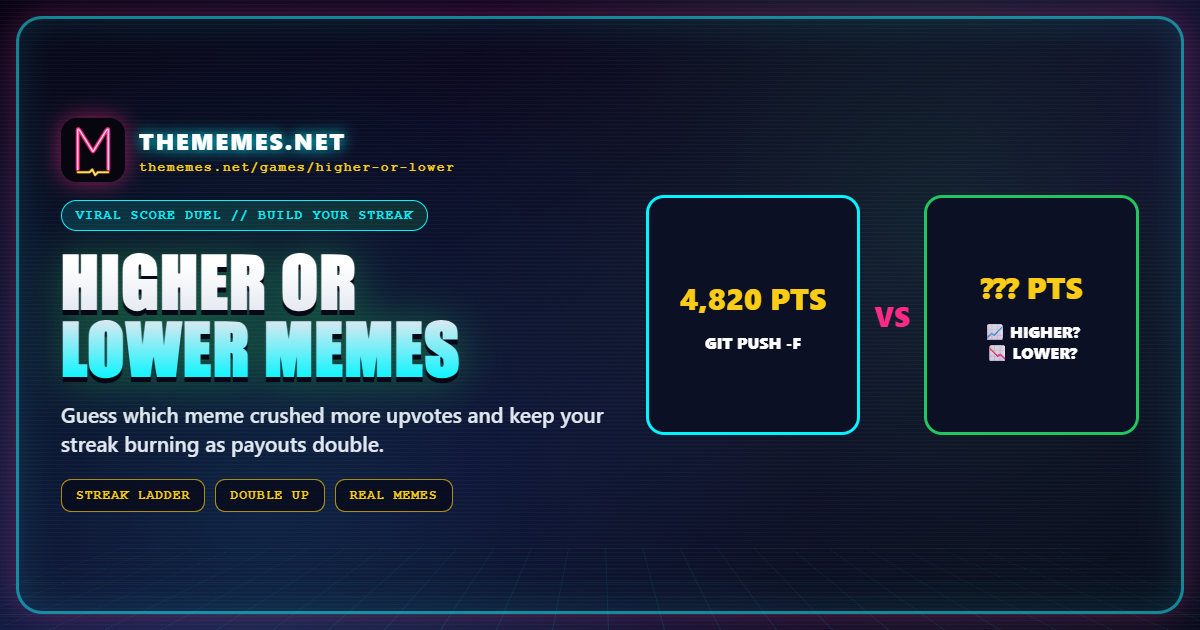 THEMEMES.NET
thememes.net/games/higher-or-lower
VIRAL SCORE DUEL // BUILD YOUR STREAK
HIGHER OR
LOWER MEMES
Guess which meme crushed more upvotes and keep your
streak burning as payouts double.
STREAK LADDER
DOUBLE UP
REAL MEMES
4,820 PTS
GIT PUSH -F
VS
??? PTS
HIGHER?
LOWER?